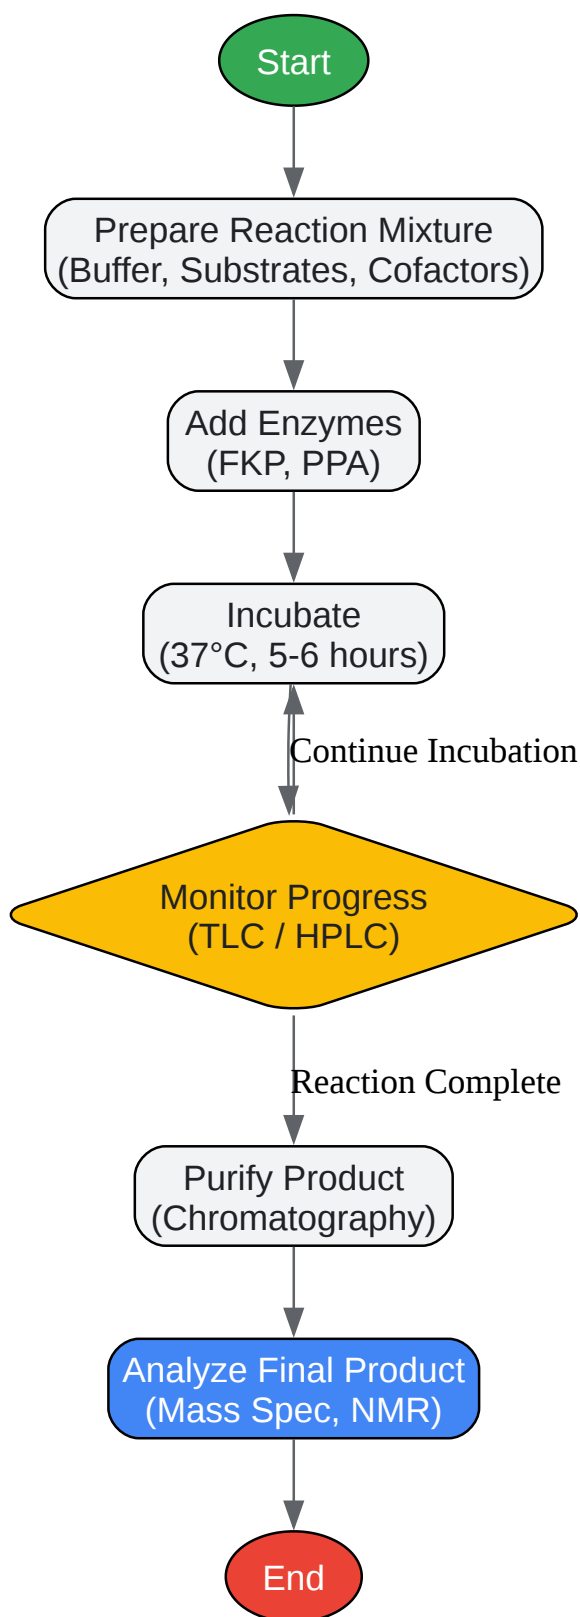 Start
Prepare Reaction Mixture
(Buffer, Substrates, Cofactors)
Add Enzymes
(FKP, PPA)
Incubate
(37°C, 5-6 hours)
Continue Incubation
Monitor Progress
(TLC / HPLC)
Reaction Complete
Purify Product
(Chromatography)
Analyze Final Product
(Mass Spec, NMR)
End